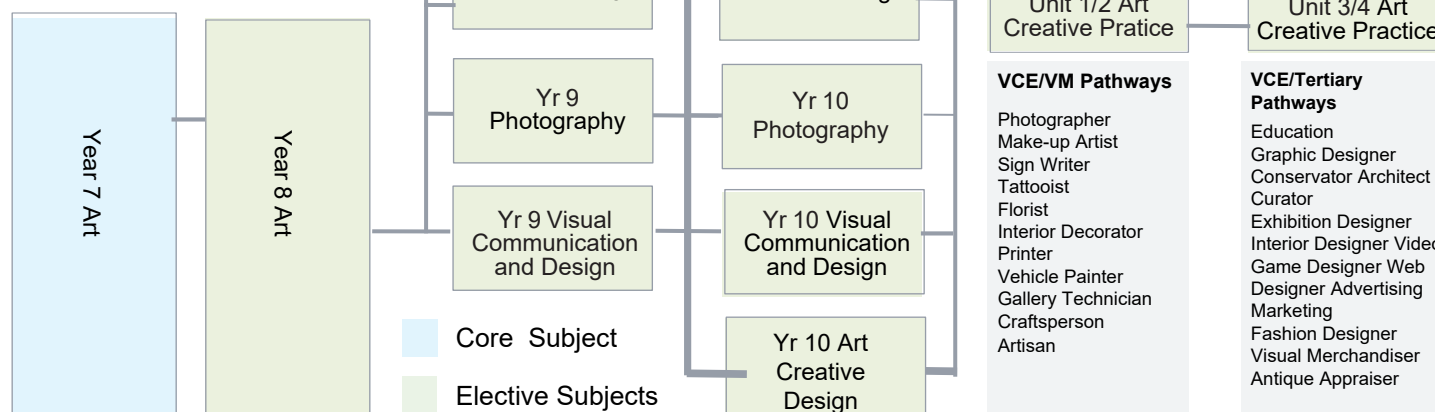 Year 7 Art
Year 8 Art
Yr 9
Photography
Yr 9 Visual
Communication
and Design
Core Subject
Elective Subjects
Yr 10
Photography
Yr 10 Visual
Communication
and Design
Yr 10 Art
Creative
Design
Unit 1/2 Art
Creative Pratice
Unit 3/4 Art
Creative Practice
VCE/VM Pathways
Photographer
Make-up Artist
Sign Writer
Tattooist
Florist
Interior Decorator
Printer
Vehicle Painter
Gallery Technician
Craftsperson
Artisan
VCE/Tertiary
Pathways
Education
Graphic Designer
Conservator Architect
Curator
Exhibition Designer
Interior Designer Video
Game Designer Web
Designer Advertising
Marketing
Fashion Designer
Visual Merchandiser
Antique Appraiser